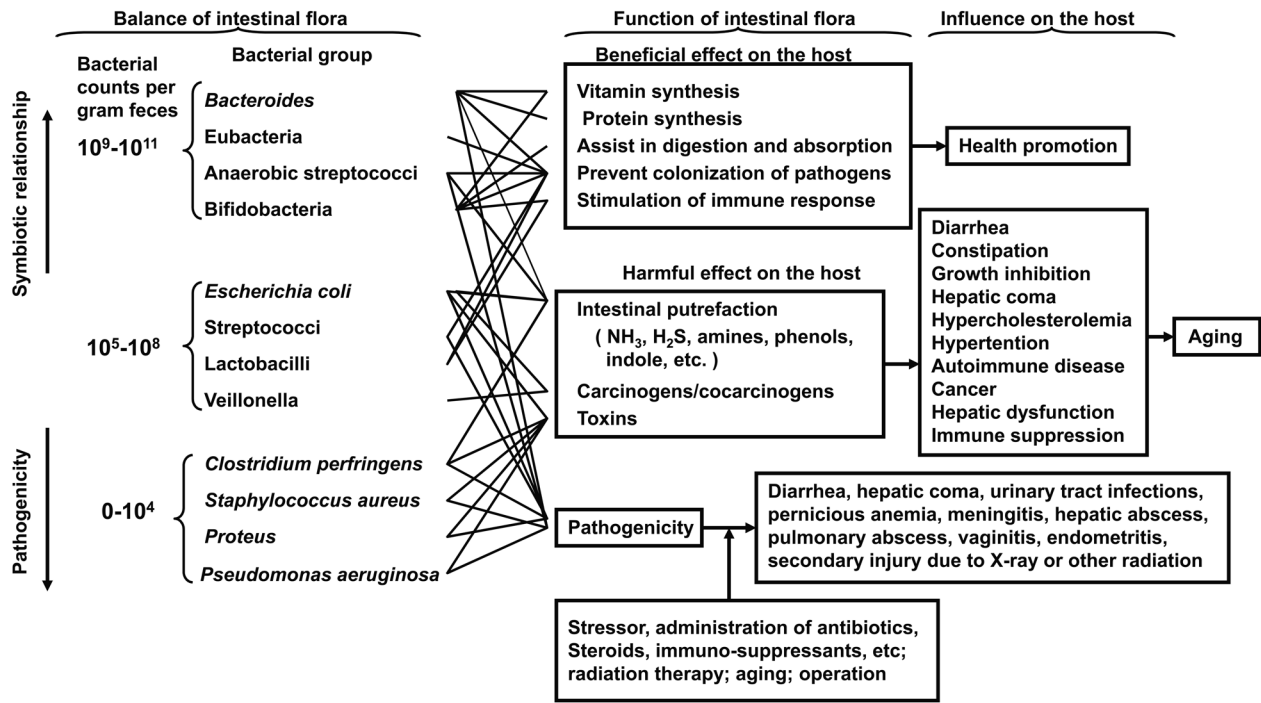 Balance of intestinal flora
Function of intestinal flora
Influence on the host
Bacterial
counts per
gram feces
Bacterial group
Symbiotic relationship
Pathogenicity
10⁹-10¹¹
Bacteroides
Eubacteria
Anaerobic streptococci
Bifidobacteria
10⁵-10⁸
Escherichia coli
Streptococci
Lactobacilli
Veillonella
0-10⁴
Clostridium perfringens
Staphylococcus aureus
Proteus
Pseudomonas aeruginosa
Beneficial effect on the host
Vitamin synthesis
Protein synthesis
Assist in digestion and absorption
Prevent colonization of pathogens
Stimulation of immune response
Health promotion
Harmful effect on the host
Intestinal putrefaction
( NH₃, H₂S, amines, phenols,
indole, etc. )
Carcinogens/cocarcinogens
Toxins
Diarrhea
Constipation
Growth inhibition
Hepatic coma
Hypercholesterolemia
Hypertention
Autoimmune disease
Cancer
Hepatic dysfunction
Immune suppression
Aging
Pathogenicity
Diarrhea, hepatic coma, urinary tract infections,
pernicious anemia, meningitis, hepatic abscess,
pulmonary abscess, vaginitis, endometritis,
secondary injury due to X-ray or other radiation
Stressor, administration of antibiotics,
Steroids, immuno-suppressants, etc;
radiation therapy; aging; operation